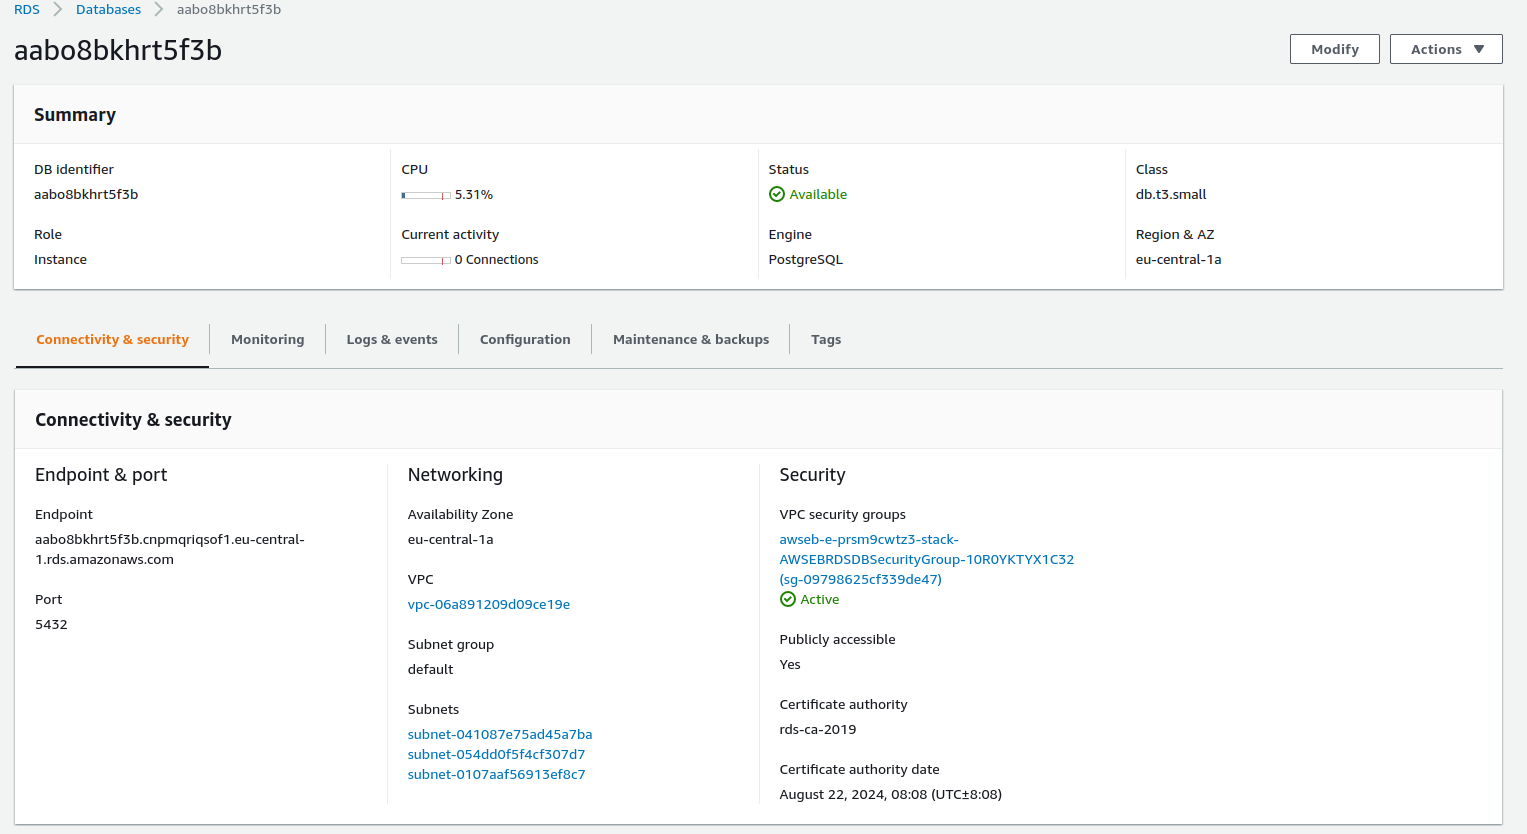 RDS > Databases > aabo8bkhrt5f3b
aabo8bkhrt5f3b
Modify
Actions
Summary
DB identifier
aabo8bkhrt5f3b
CPU
5.31%
Status
Available
Class
db.t3.small
Role
Instance
Current activity
0 Connections
Engine
PostgreSQL
Region & AZ
eu-central-1a
Connectivity & security
Monitoring
Logs & events
Configuration
Maintenance & backups
Tags
Connectivity & security
Endpoint & port
Endpoint
aabo8bkhrt5f3b.cnpmqriqsof1.eu-central-
1.rds.amazonaws.com
Port
5432
Networking
Availability Zone
eu-central-1a
VPC
vpc-06a891209d09ce19e
Subnet group
default
Subnets
subnet-041087e75ad45a7ba
subnet-054dd0f5f4cf307d7
subnet-0107aaf56913ef8c7
Security
VPC security groups
awseb-e-prsm9cwtz3-stack-
AWSEBRDSDBSecurityGroup-10R0YKTYX1C32
(sg-09798625cf339de47)
Active
Publicly accessible
Yes
Certificate authority
rds-ca-2019
Certificate authority date
August 22, 2024, 08:08 (UTC±8:08)